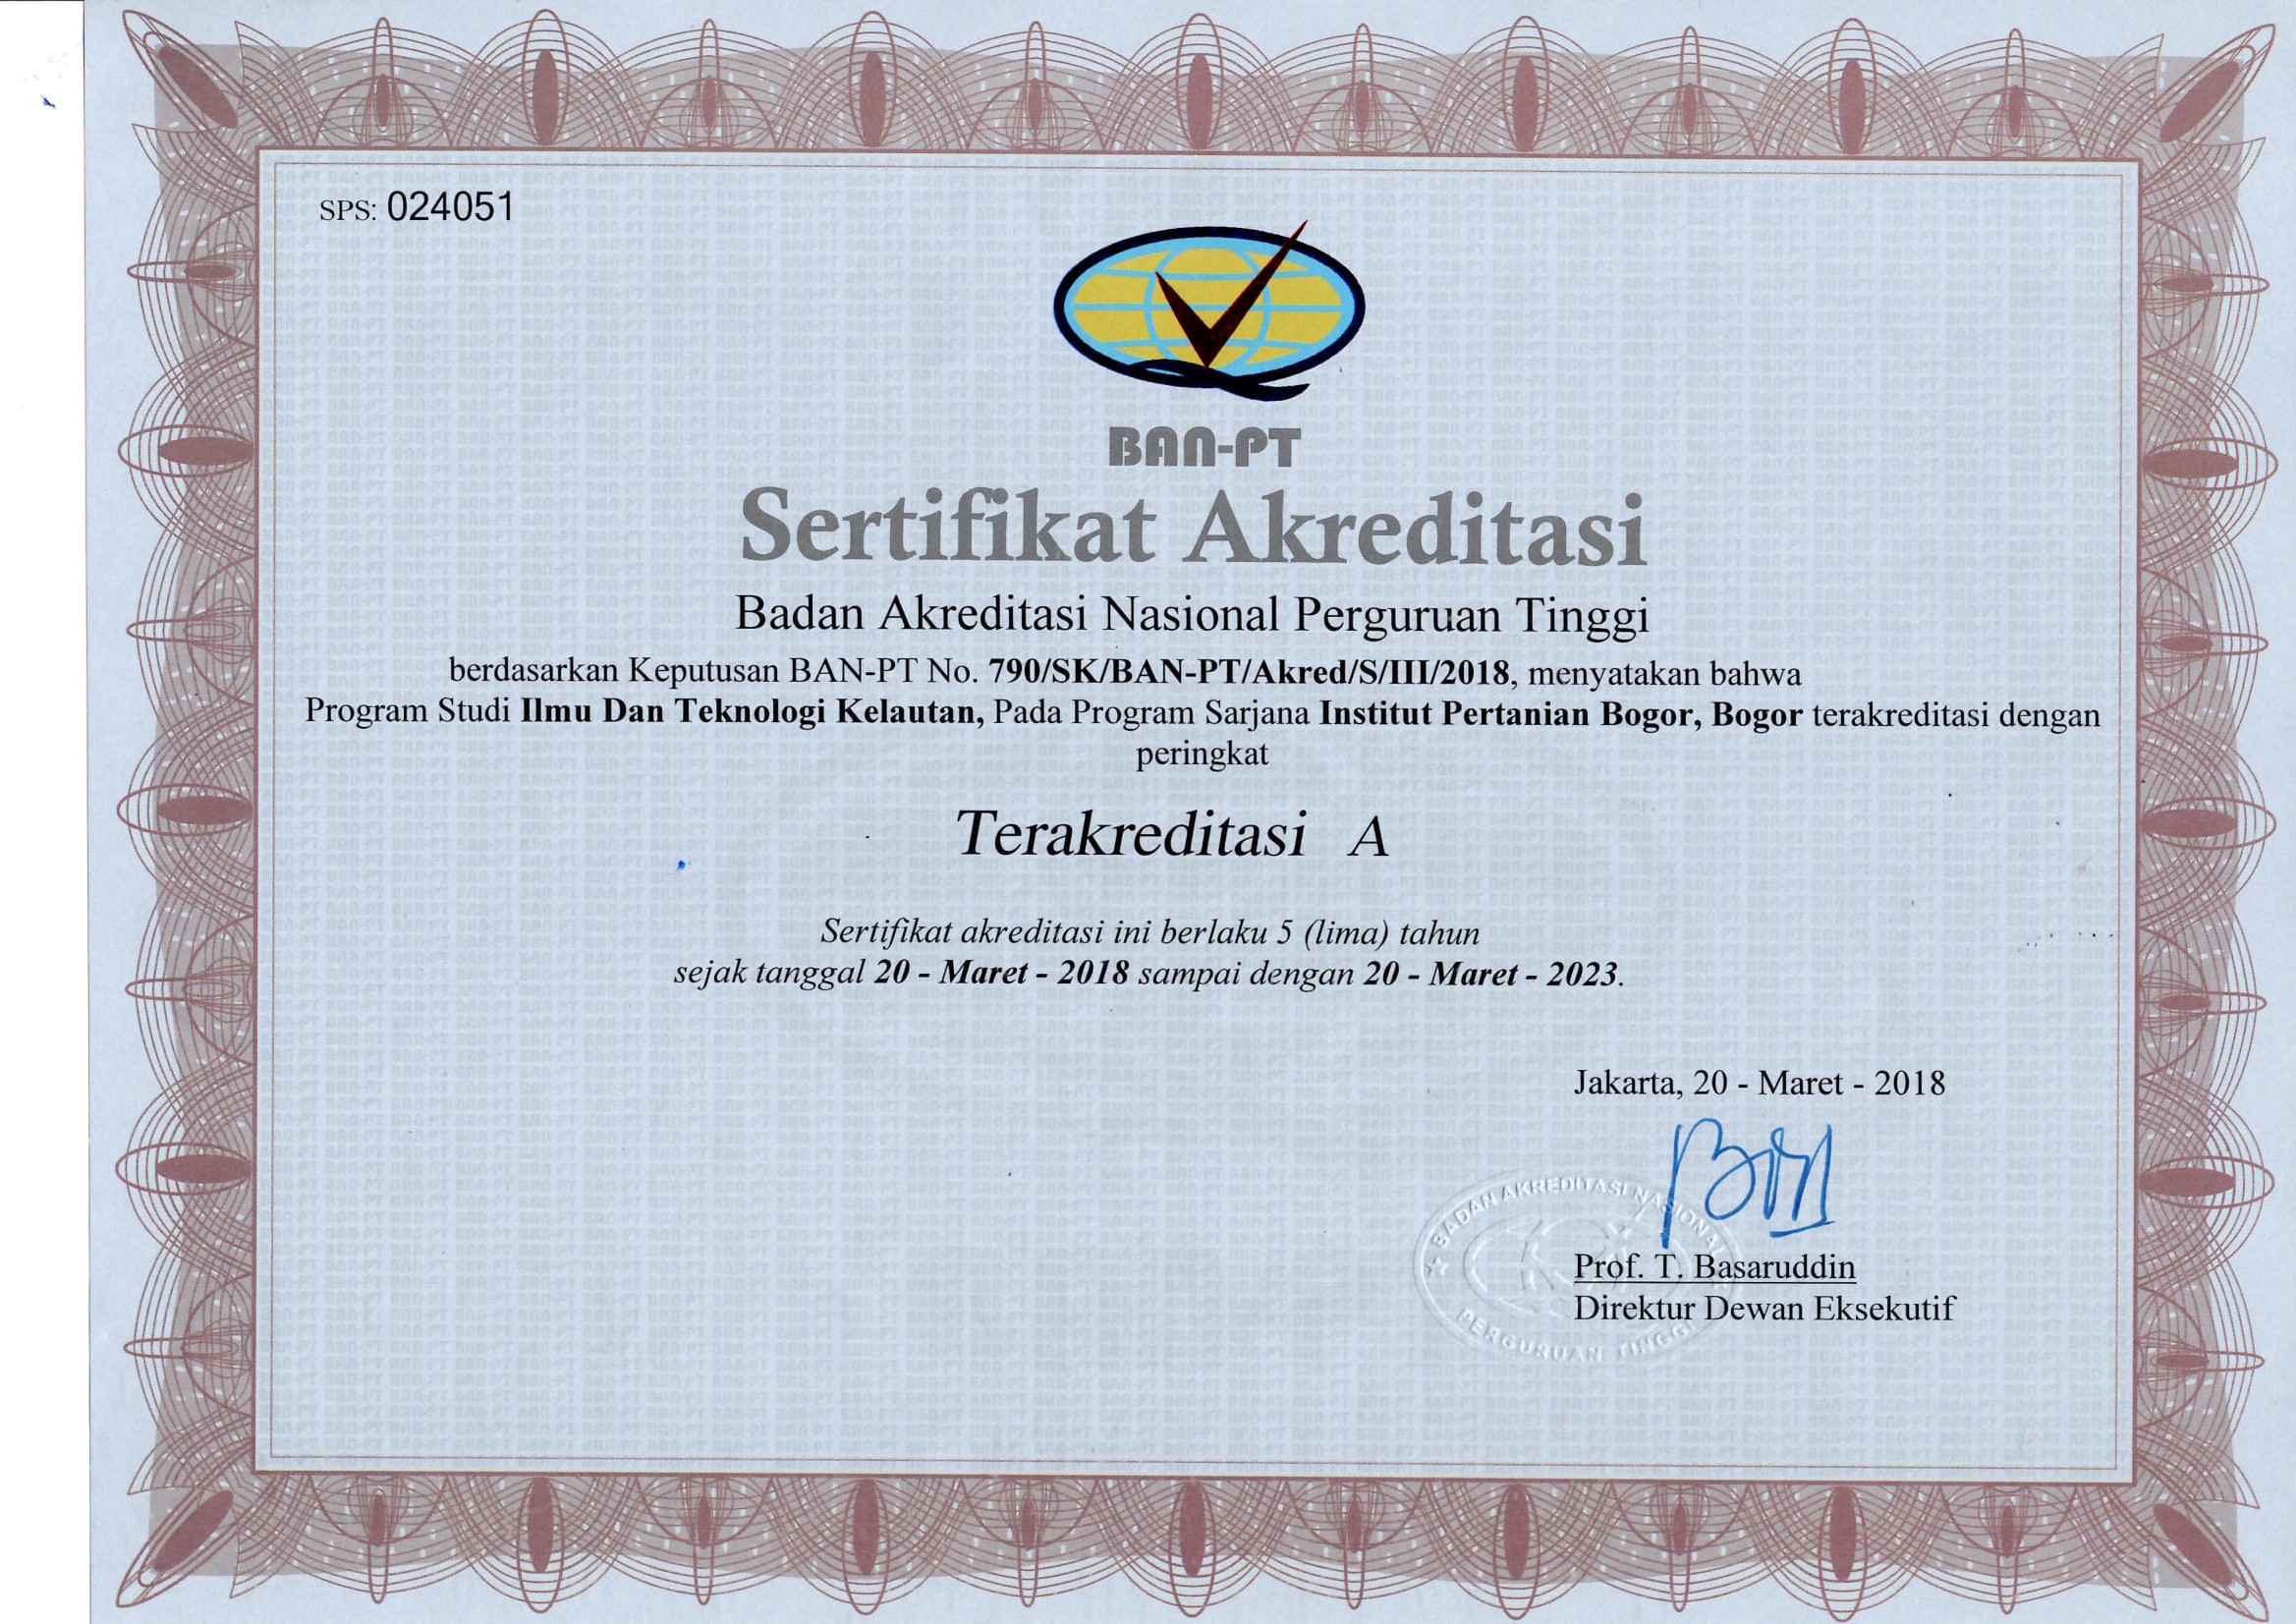 SPS: 024051
BAN-PT
Sertifikat Akreditasi
Badan Akreditasi Nasional Perguruan Tinggi
berdasarkan Keputusan BAN-PT No. 790/SK/BAN-PT/Akred/S/III/2018, menyatakan bahwa
Program Studi Ilmu Dan Teknologi Kelautan, Pada Program Sarjana Institut Pertanian Bogor, Bogor terakreditasi dengan
peringkat
Terakreditasi A
Sertifikat akreditasi ini berlaku 5 (lima) tahun
sejak tanggal 20 - Maret - 2018 sampai dengan 20 - Maret - 2023.
Jakarta, 20 - Maret - 2018
BADAN AKREDITASI NASIONAL
PERGURUAN TINGGI
Prof. T. Basaruddin
Direktur Dewan Eksekutif